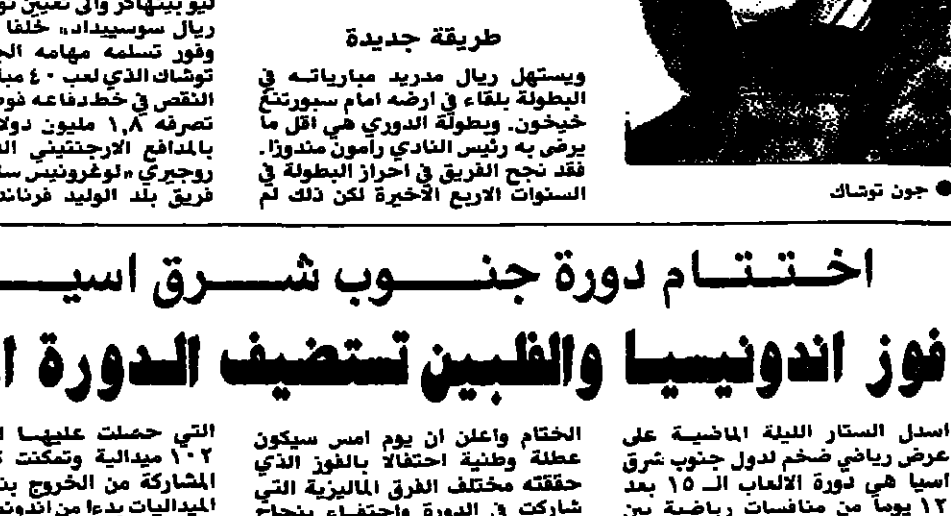 طريقة جديدة
ويستهل ريال مدريد مبارياته في
البطولة بلقاء في ارضه امام سبورتنغ
خيخون. وبطولة الدوري هي اقل ما
يرضى به رئيس النادي رامون مندوزا.
فقد نجح الفريق في احراز البطولة في
السنوات الاربع الاخيرة لكن ذلك لم
ريال سوسييداد» خلفا
وفور تسلمه مهامه
توشاك الذي لعب ٤٠
النقص في خط دفاعه
تصرفه ١,٨ مليون
بالمدافع الارجنتيني
روجيري «لوغرونيس
فريق بلد الوليد
● جون توشاك
اختتام دورة جنوب شرق
فوز اندونيسيا والفلبين تستضيف الدورة
اسدل الستار الليلة الماضية على
عرض رياضي ضخم لدول جنوب شرق
اسيا هي دورة الالعاب الـ ١٥ بعد
١٢ يوماً من منافسات رياضية بين
الختام واعلن ان يوم امس سيكون
عطلة وطنية احتفالا بالفوز الذي
حققته مختلف الفرق الماليزية التي
شاركت في الدورة واحتفاء بنجاح
التي حصلت عليها
١٠٢ ميدالية وتمكنت
المشاركة من الخروج
الميداليات بدءا من